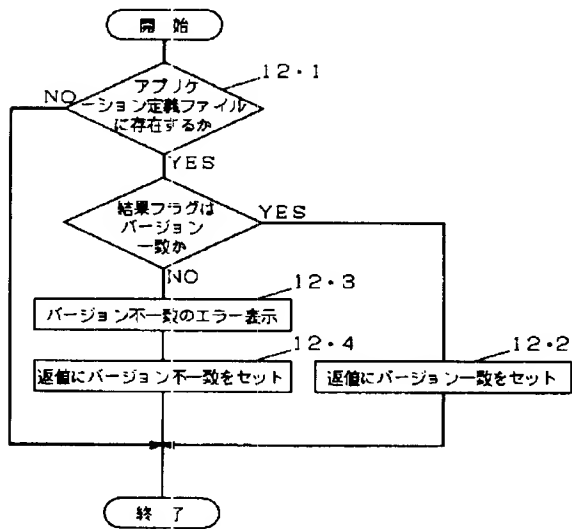 開始
12・1
アプリケ
ーション定義ファイル
に存在するか
NO
YES
結果フラグは
バージョン
一致か
YES
NO
12・3
バージョン不一致のエラー表示
12・4
返値にバージョン不一致をセット
12・2
返値にバージョン一致をセット
終了